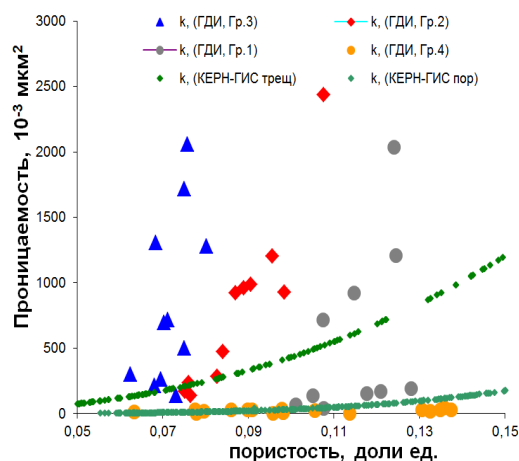 3000
2500
2000
1500
1000
500
0
Проницаемость, 10⁻³ мкм²
k, (ГДИ, Гр.3)
k, (ГДИ, Гр.2)
k, (ГДИ, Гр.1)
k, (ГДИ, Гр.4)
k, (КЕРН-ГИС трещ)
k, (КЕРН-ГИС пор)
0,05 0,07 0,09 0,11 0,13 0,15
пористость, доли ед.